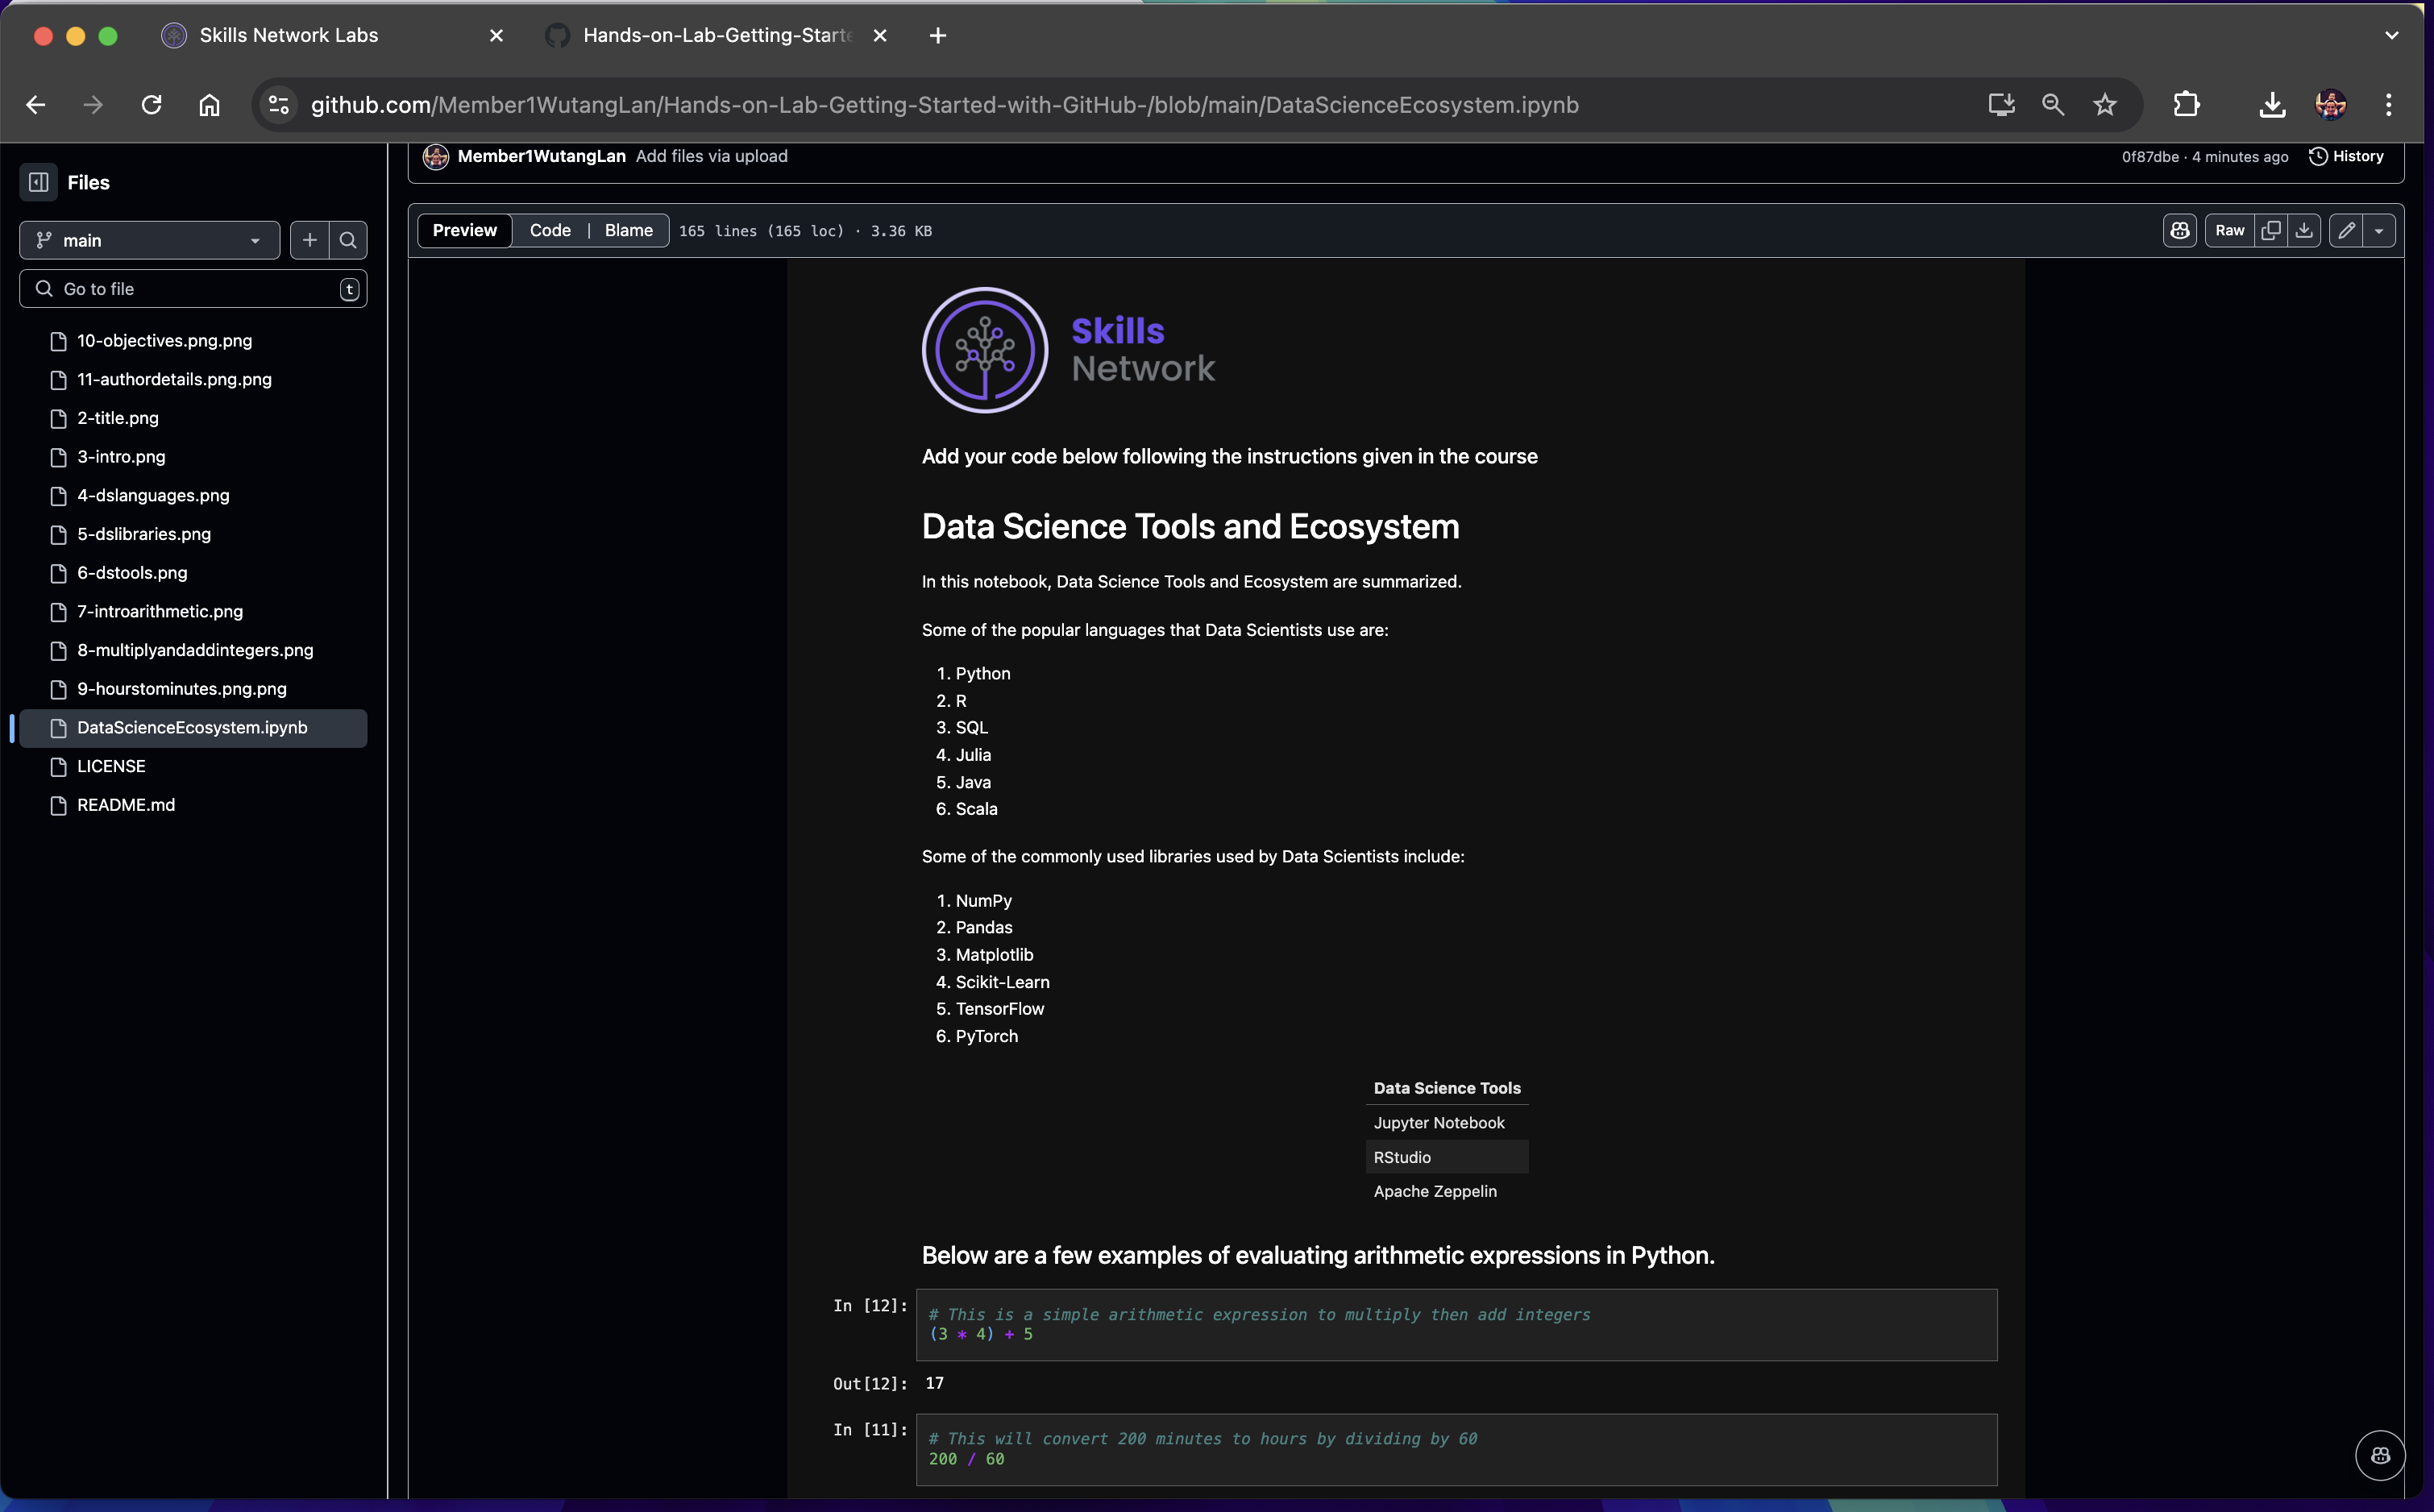 Skills Network Labs
Hands-on-Lab-Getting-Starte
github.com/Member1WutangLan/Hands-on-Lab-Getting-Started-with-GitHub-/blob/main/DataScienceEcosystem.ipynb
Files
main
Go to file t
10-objectives.png.png
11-authordetails.png.png
2-title.png
3-intro.png
4-dslanguages.png
5-dslibraries.png
6-dstools.png
7-introarithmetic.png
8-multiplyandaddintegers.png
9-hourstominutes.png.png
DataScienceEcosystem.ipynb
LICENSE
README.md
Member1WutangLan Add files via upload 0f87dbe · 4 minutes ago History
Preview Code | Blame 165 lines (165 loc) · 3.36 KB Raw
Skills
Network
Add your code below following the instructions given in the course
Data Science Tools and Ecosystem
In this notebook, Data Science Tools and Ecosystem are summarized.
Some of the popular languages that Data Scientists use are:
1. Python
2. R
3. SQL
4. Julia
5. Java
6. Scala
Some of the commonly used libraries used by Data Scientists include:
1. NumPy
2. Pandas
3. Matplotlib
4. Scikit-Learn
5. TensorFlow
6. PyTorch
Data Science Tools
Jupyter Notebook
RStudio
Apache Zeppelin
Below are a few examples of evaluating arithmetic expressions in Python.
In [12]: # This is a simple arithmetic expression to multiply then add integers
(3 * 4) + 5
Out[12]: 17
In [11]: # This will convert 200 minutes to hours by dividing by 60
200 / 60